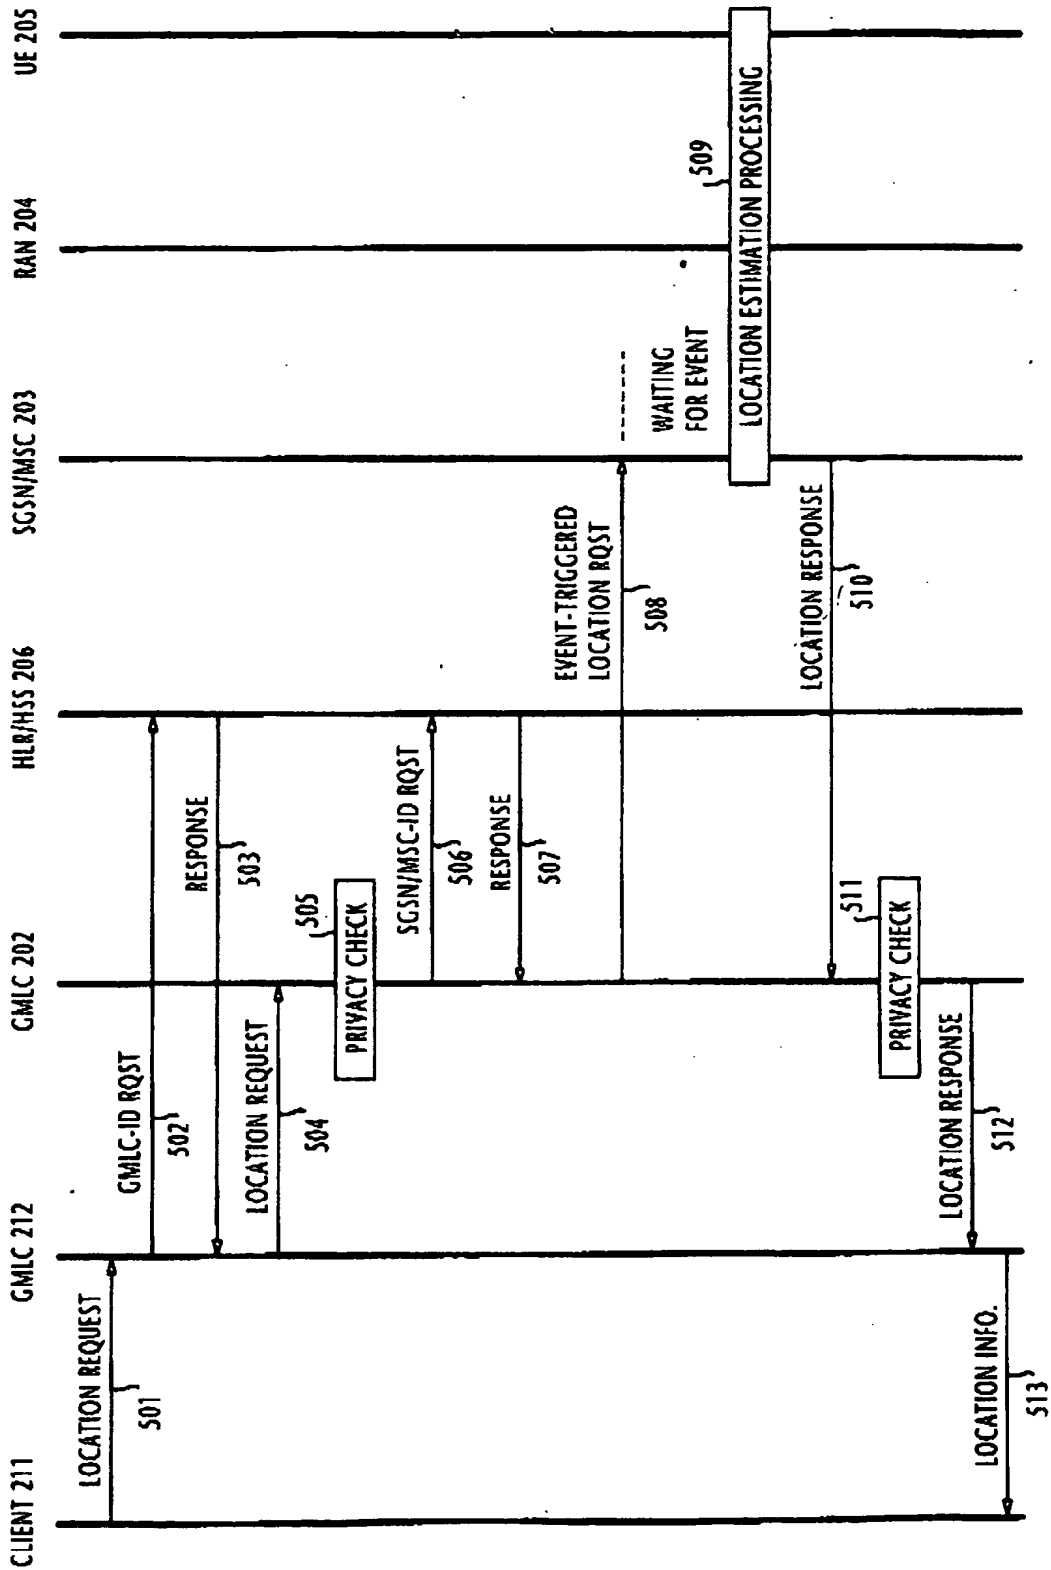 CLIENT 211
GMLC 212
GMLC 202
HLR/HSS 206
SGSN/MSC 203
RAN 204
UE 205
LOCATION REQUEST
501
GMLC-ID RQST
502
RESPONSE
503
LOCATION REQUEST
504
505
PRIVACY CHECK
SGSN/MSC-ID RQST
506
RESPONSE
507
EVENT-TRIGGERED
LOCATION RQST
508
WAITING
FOR EVENT
509
LOCATION ESTIMATION PROCESSING
LOCATION RESPONSE
510
511
PRIVACY CHECK
LOCATION RESPONSE
512
LOCATION INFO.
513